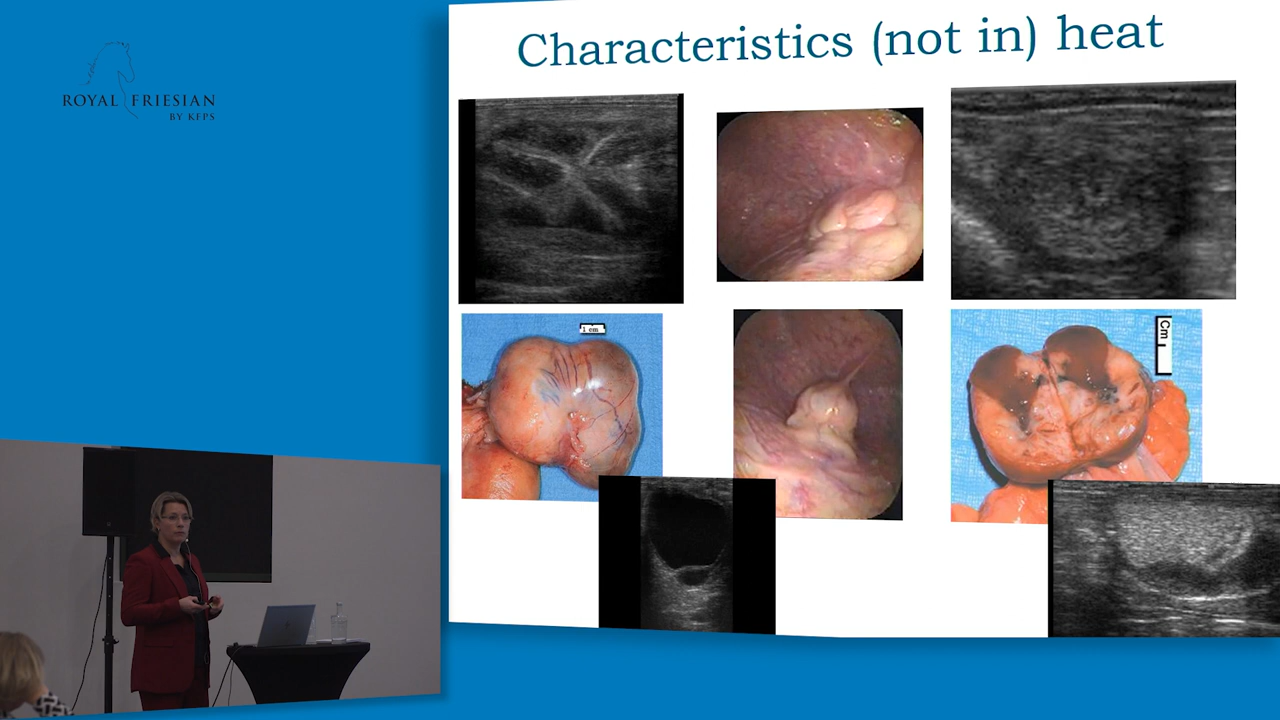 ROYAL FRIESIAN
BY KFPS
Characteristics (not in) heat
1 cm
Cm